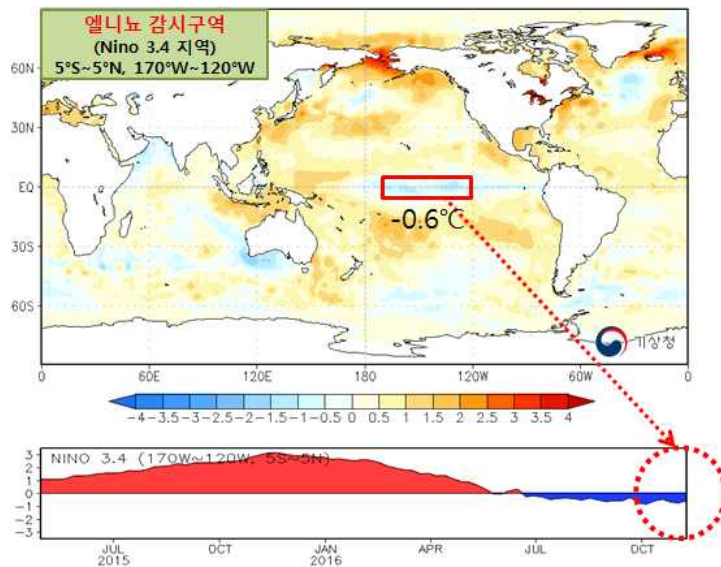 엘니뇨 감시구역
(Nino 3.4 지역)
5°S~5°N, 170°W~120°W
60N
30N
EQ
30S
60S
-0.6℃
기상청
0 60E 120E 180 120W 60W 0
-4 -3.5 -3 -2.5 -2 -1.5 -1 -0.5 0 0.5 1 1.5 2 2.5 3 3.5 4
NINO 3.4 (170W~120W, 5S~5N)
3
2
1
0
-1
-2
-3
JUL OCT JAN APR JUL OCT
2015 2016